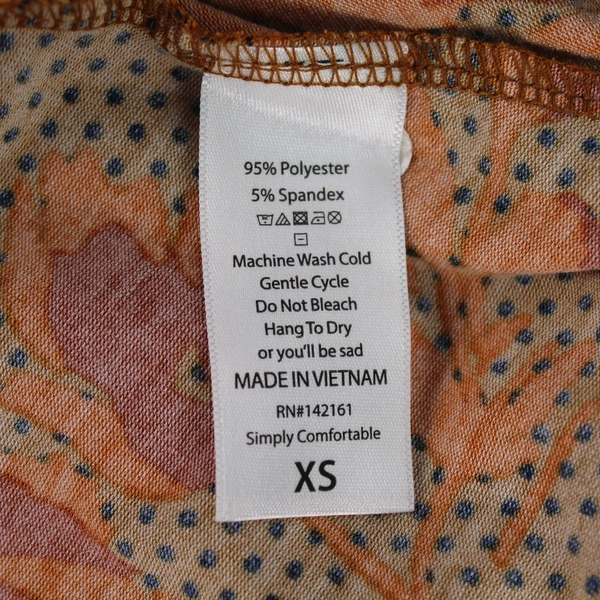 95% Polyester
5% Spandex
Machine Wash Cold
Gentle Cycle
Do Not Bleach
Hang To Dry
or you'll be sad
MADE IN VIETNAM
RN#142161
Simply Comfortable
XS